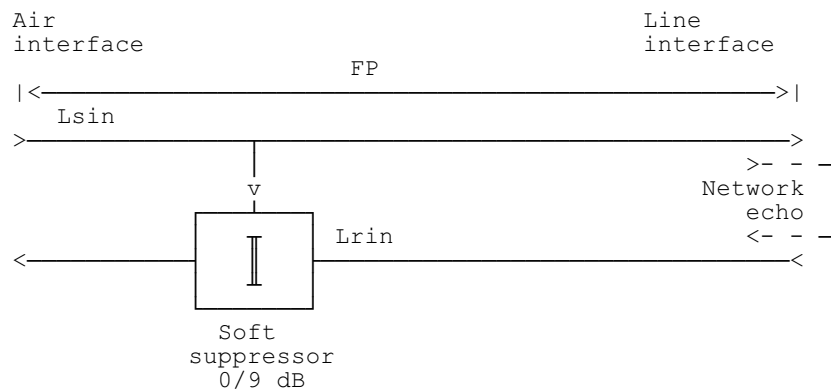 Air
interface
Line
interface
FP
Lsin
Network
echo
Lrin
Soft
suppressor
0/9 dB